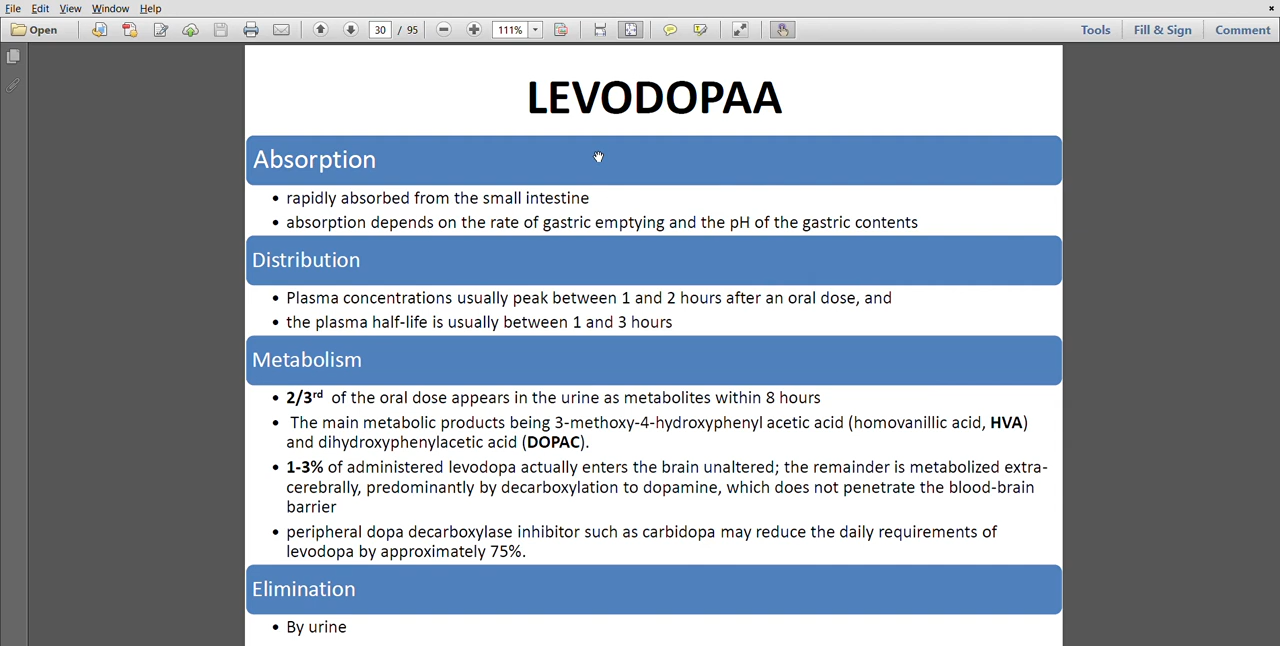 File Edit View Window Help
Open 30 / 95 111% Tools Fill & Sign Comment
LEVODOPAA
Absorption
• rapidly absorbed from the small intestine
• absorption depends on the rate of gastric emptying and the pH of the gastric contents
Distribution
• Plasma concentrations usually peak between 1 and 2 hours after an oral dose, and
• the plasma half-life is usually between 1 and 3 hours
Metabolism
• 2/3rd of the oral dose appears in the urine as metabolites within 8 hours
• The main metabolic products being 3-methoxy-4-hydroxyphenyl acetic acid (homovanillic acid, HVA)
and dihydroxyphenylacetic acid (DOPAC).
• 1-3% of administered levodopa actually enters the brain unaltered; the remainder is metabolized extra-
cerebrally, predominantly by decarboxylation to dopamine, which does not penetrate the blood-brain
barrier
• peripheral dopa decarboxylase inhibitor such as carbidopa may reduce the daily requirements of
levodopa by approximately 75%.
Elimination
• By urine